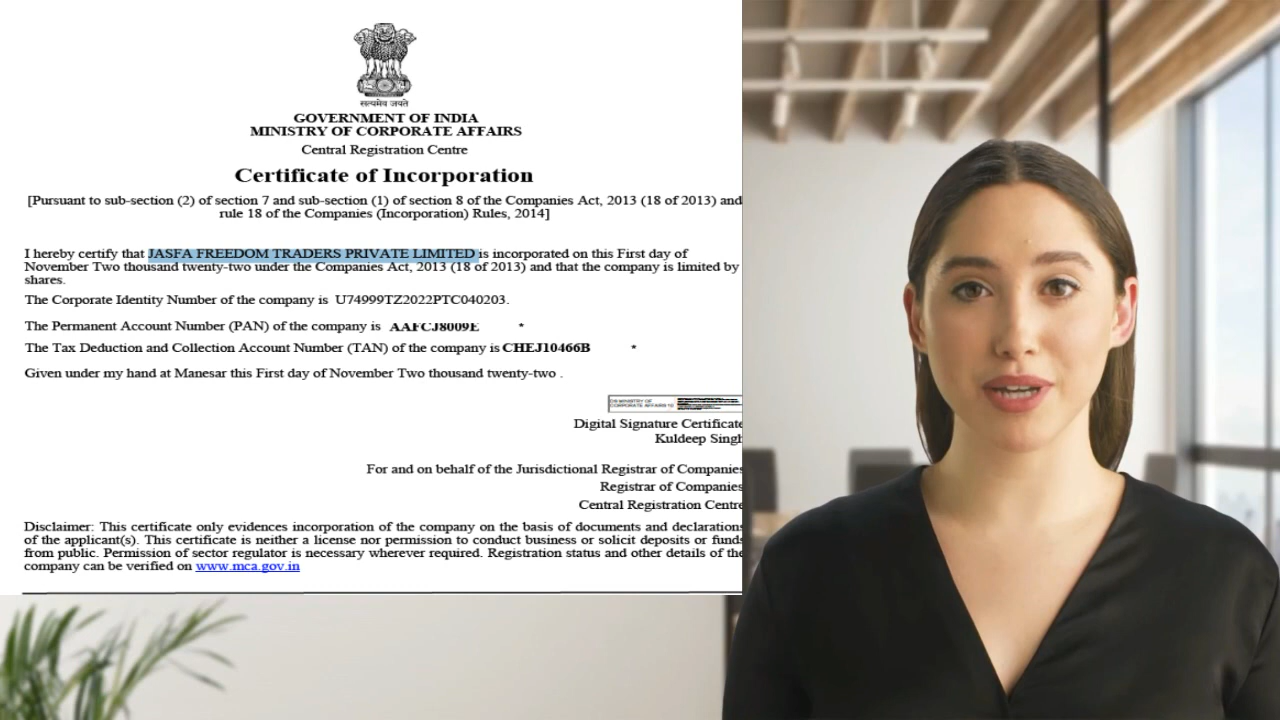 सत्यमेव जयते
GOVERNMENT OF INDIA
MINISTRY OF CORPORATE AFFAIRS
Central Registration Centre
Certificate of Incorporation
[Pursuant to sub-section (2) of section 7 and sub-section (1) of section 8 of the Companies Act, 2013 (18 of 2013) and
rule 18 of the Companies (Incorporation) Rules, 2014]
I hereby certify that JASFA FREEDOM TRADERS PRIVATE LIMITED is incorporated on this First day of
November Two thousand twenty-two under the Companies Act, 2013 (18 of 2013) and that the company is limited by
shares.
The Corporate Identity Number of the company is U74999TZ2022PTC040203.
The Permanent Account Number (PAN) of the company is AAFCJ8009E *
The Tax Deduction and Collection Account Number (TAN) of the company is CHEJ10466B *
Given under my hand at Manesar this First day of November Two thousand twenty-two .
DS MINISTRY OF
CORPORATE AFFAIRS
Digital Signature Certificate
Kuldeep Singh
For and on behalf of the Jurisdictional Registrar of Companies
Registrar of Companies
Central Registration Centre
Disclaimer: This certificate only evidences incorporation of the company on the basis of documents and declarations
of the applicant(s). This certificate is neither a license nor permission to conduct business or solicit deposits or funds
from public. Permission of sector regulator is necessary wherever required. Registration status and other details of the
company can be verified on www.mca.gov.in